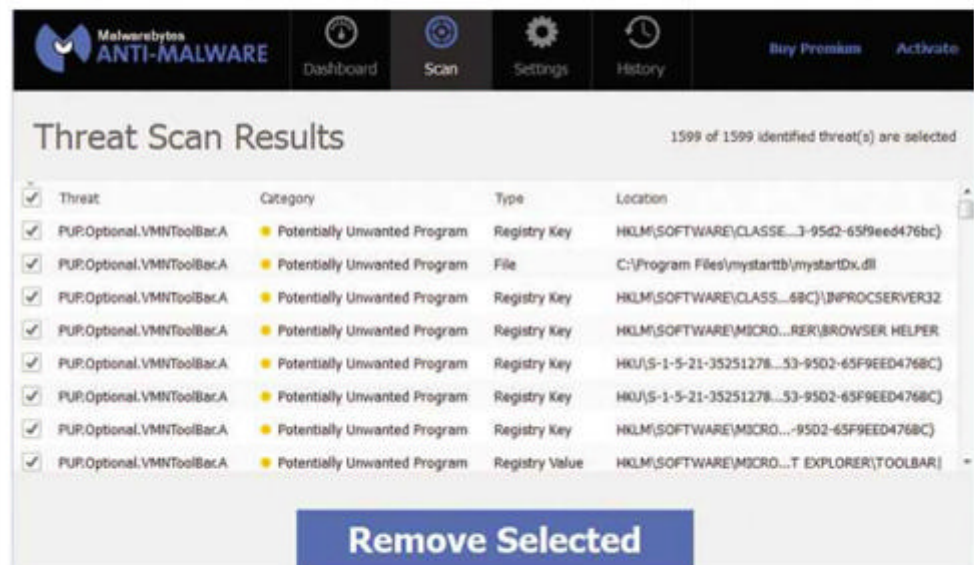 Malwarebytes
ANTI-MALWARE
Dashboard
Scan
Settings
History
Buy Premium
Activate
Threat Scan Results
1599 of 1599 identified threat(s) are selected
Threat Category Type Location
PUP.Optional.VMNToolBar.A Potentially Unwanted Program Registry Key HKLM\SOFTWARE\CLASSE...3-95d2-65f9eed476bc}
PUP.Optional.VMNToolBar.A Potentially Unwanted Program File C:\Program Files\mystarttb\mystartDx.dll
PUP.Optional.VMNToolBar.A Potentially Unwanted Program Registry Key HKLM\SOFTWARE\CLASS...6BC}\INPROCSERVER32
PUP.Optional.VMNToolBar.A Potentially Unwanted Program Registry Key HKLM\SOFTWARE\MICRO...RER\BROWSER HELPER
PUP.Optional.VMNToolBar.A Potentially Unwanted Program Registry Key HKU\S-1-5-21-35251278...53-95D2-65F9EED476BC}
PUP.Optional.VMNToolBar.A Potentially Unwanted Program Registry Key HKU\S-1-5-21-35251278...53-95D2-65F9EED476BC}
PUP.Optional.VMNToolBar.A Potentially Unwanted Program Registry Key HKLM\SOFTWARE\MICRO...-95D2-65F9EED476BC}
PUP.Optional.VMNToolBar.A Potentially Unwanted Program Registry Value HKLM\SOFTWARE\MICRO...T EXPLORER\TOOLBAR|
Remove Selected